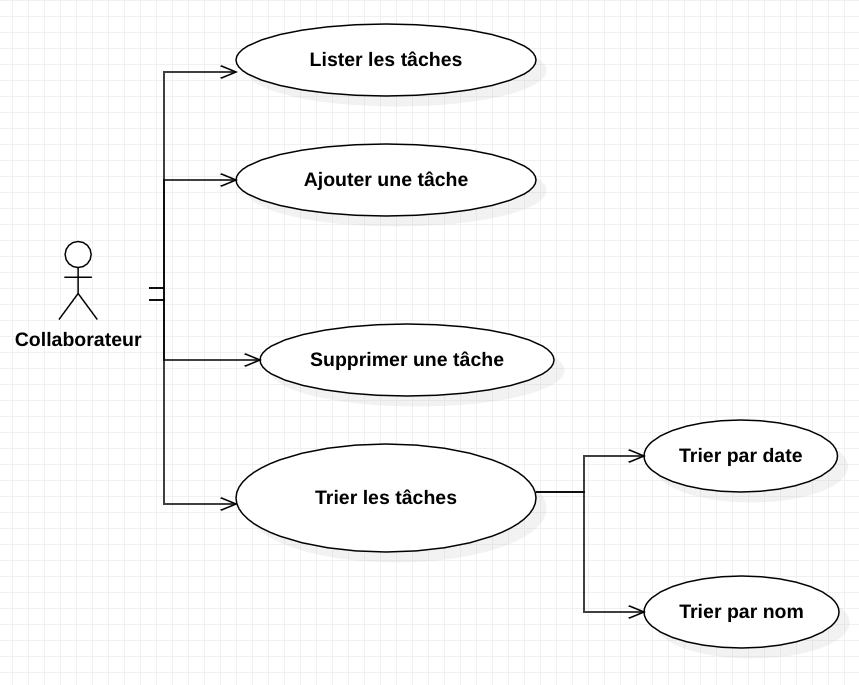 Lister les tâches
Ajouter une tâche
Collaborateur
Supprimer une tâche
Trier les tâches
Trier par date
Trier par nom